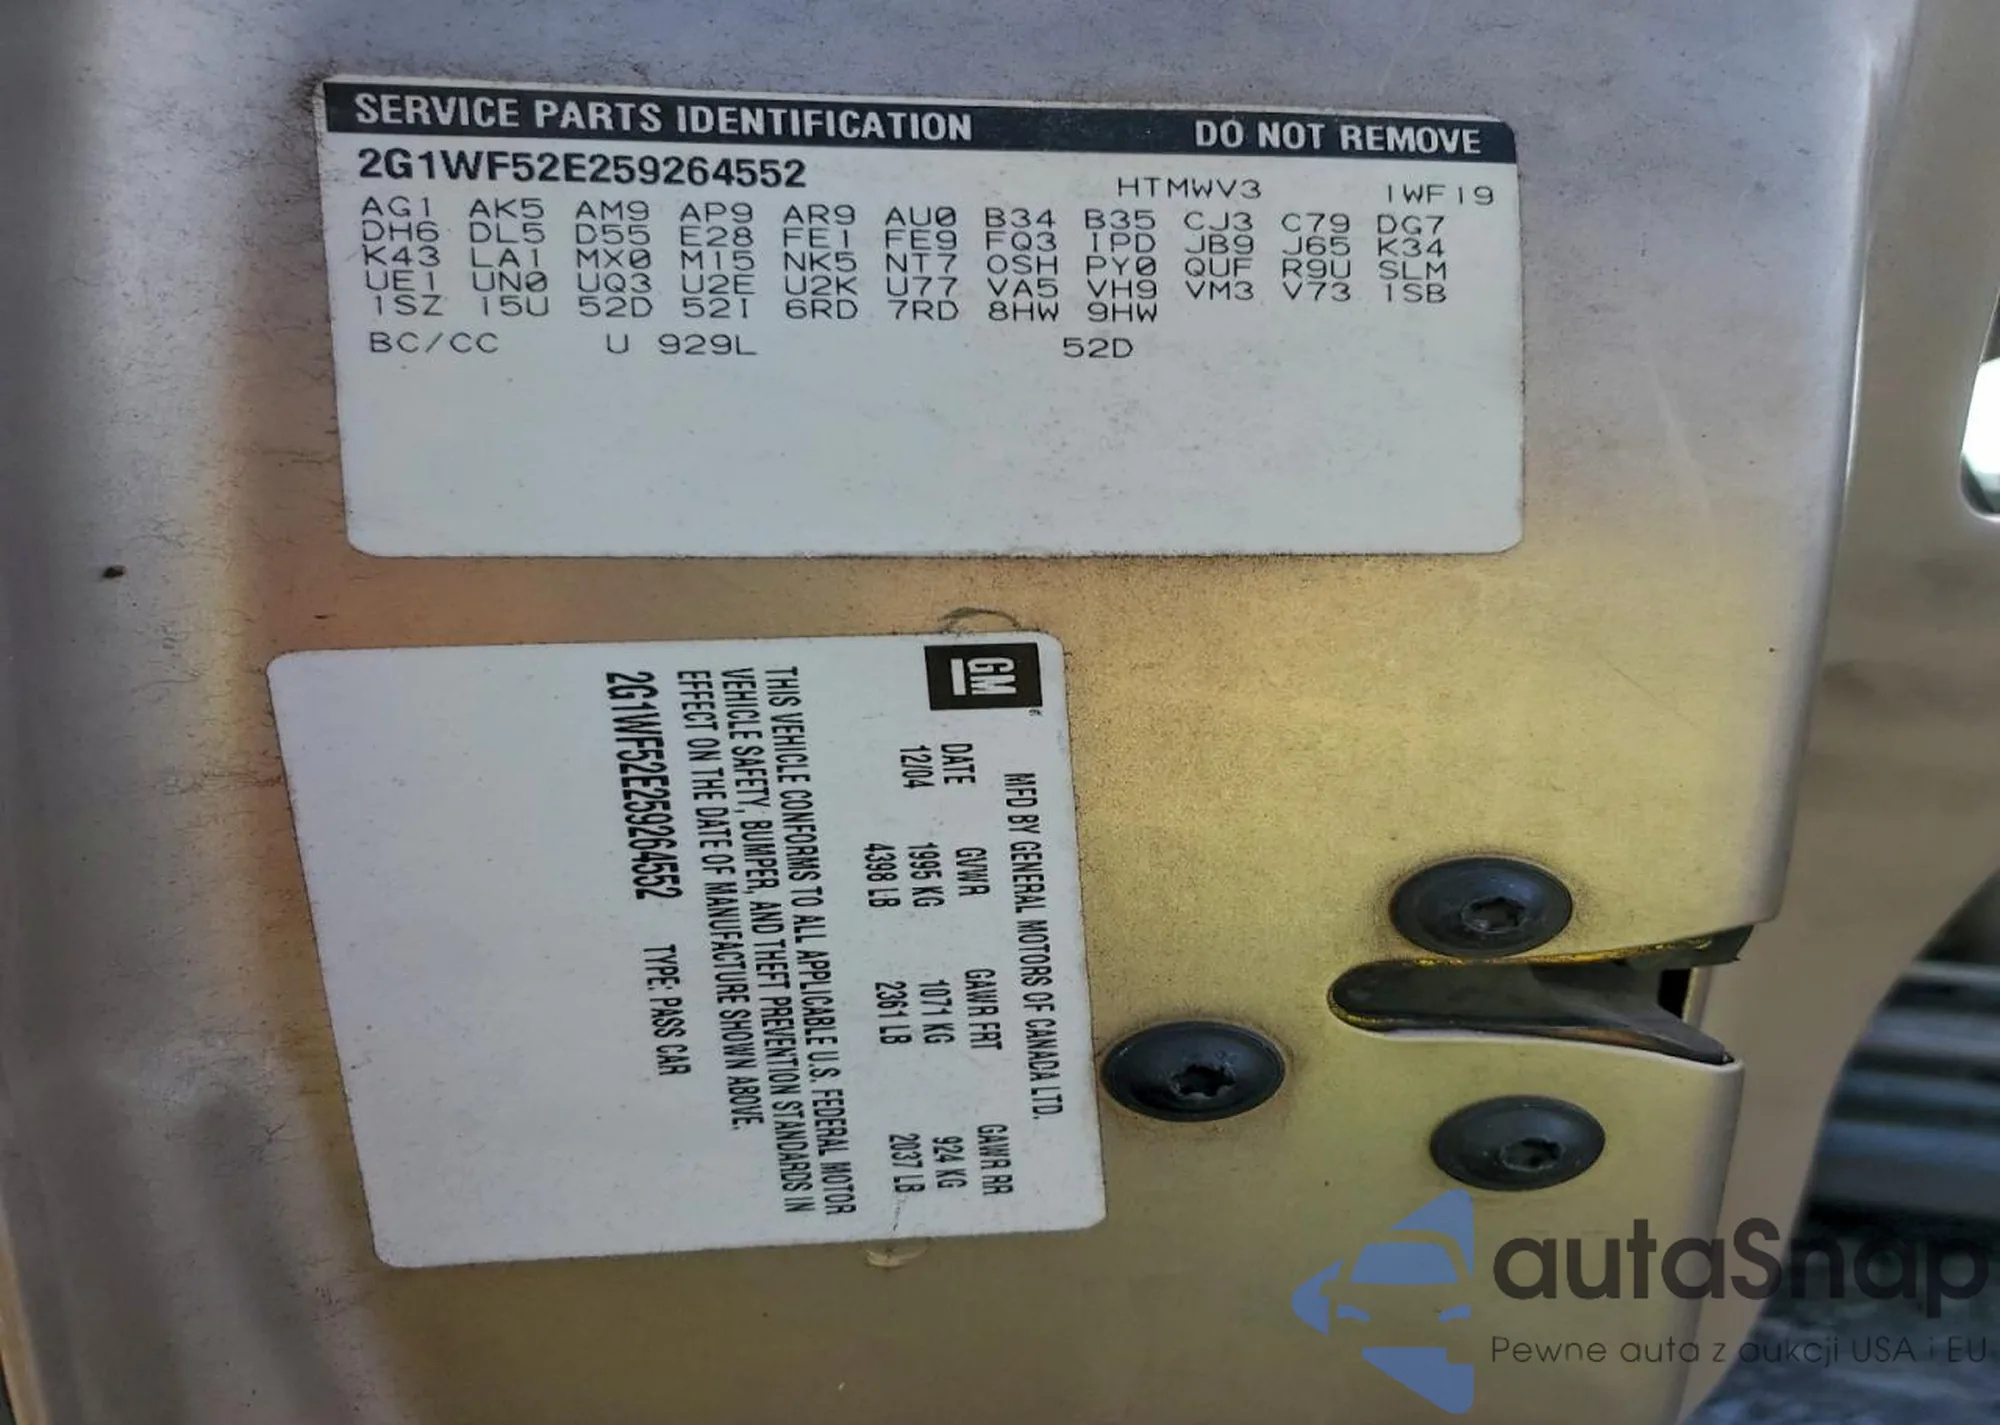 SERVICE PARTS IDENTIFICATION DO NOT REMOVE
2G1WF52E259264552 HTMWV3 1WF19
AG1 AK5 AM9 AP9 AR9 AU0 B34 B35 CJ3 C79 DG7
DH6 DL5 D55 E28 FE1 FE9 FQ3 IPD JB9 J65 K34
K43 LA1 MX0 M15 NK5 NT7 OSH PY0 QUF R9U SLM
UE1 UN0 UQ3 U2E U2K U77 VA5 VH9 VM3 V73 1SB
1SZ 15U 52D 52I 6RD 7RD 8HW 9HW
BC/CC U 929L 52D
GM
MFD BY GENERAL MOTORS OF CANADA LTD.
DATE GVWR GAWR FRT GAWR RR
12/04 1995 KG 1071 KG 924 KG
4398 LB 2361 LB 2037 LB
THIS VEHICLE CONFORMS TO ALL APPLICABLE U.S. FEDERAL MOTOR
VEHICLE SAFETY, BUMPER, AND THEFT PREVENTION STANDARDS IN
EFFECT ON THE DATE OF MANUFACTURE SHOWN ABOVE.
2G1WF52E259264552 TYPE: PASS CAR
autaSnap
Pewne auta z aukcji USA i EU